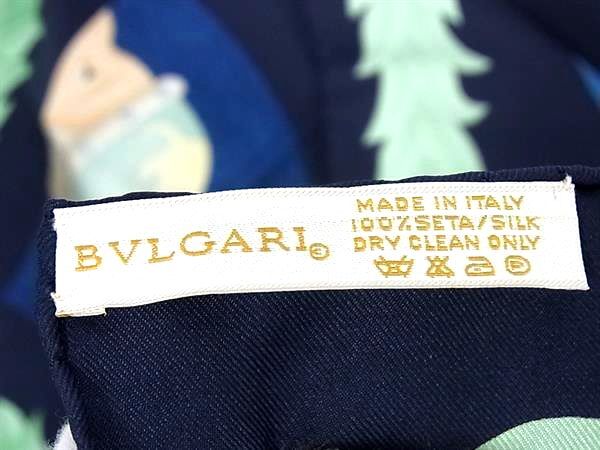 BVLGARI
MADE IN ITALY
100% SETA/SILK
DRY CLEAN ONLY